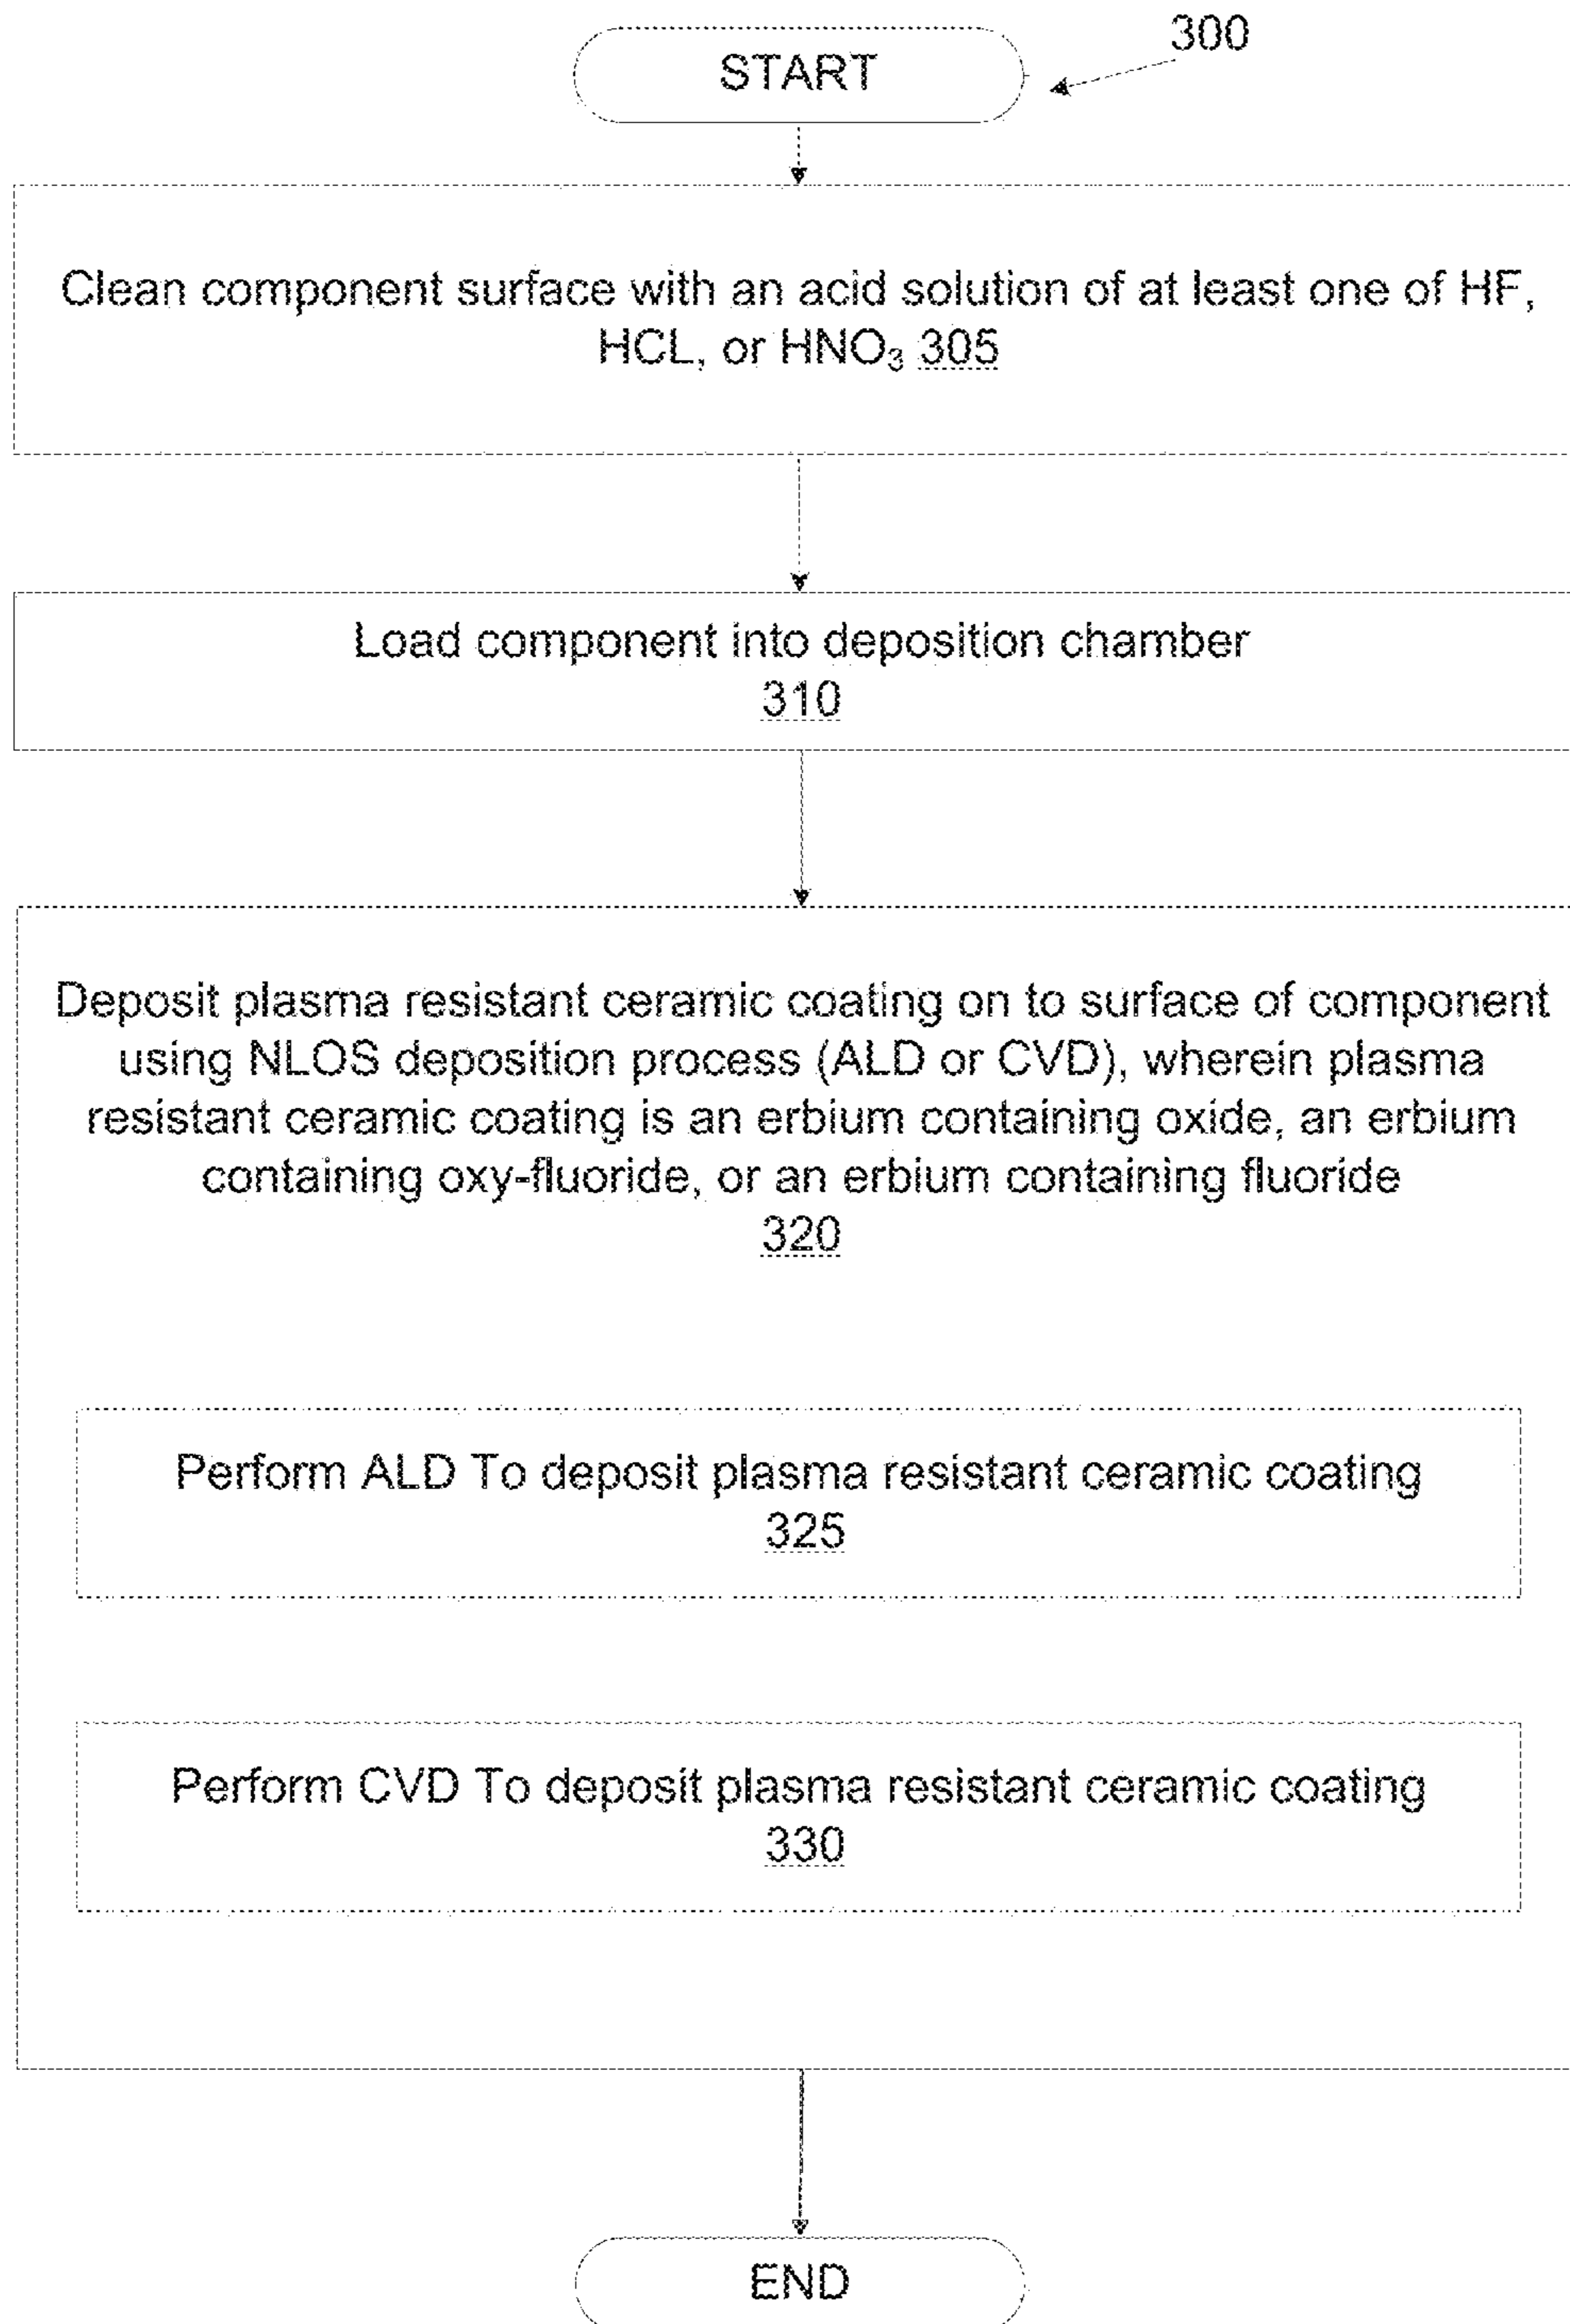 START
300
Clean component surface with an acid solution of at least one of HF,
HCL, or HNO₃ 305
Load component into deposition chamber
310
Deposit plasma resistant ceramic coating on to surface of component
using NLOS deposition process (ALD or CVD), wherein plasma
resistant ceramic coating is an erbium containing oxide, an erbium
containing oxy-fluoride, or an erbium containing fluoride
320
Perform ALD To deposit plasma resistant ceramic coating
325
Perform CVD To deposit plasma resistant ceramic coating
330
END